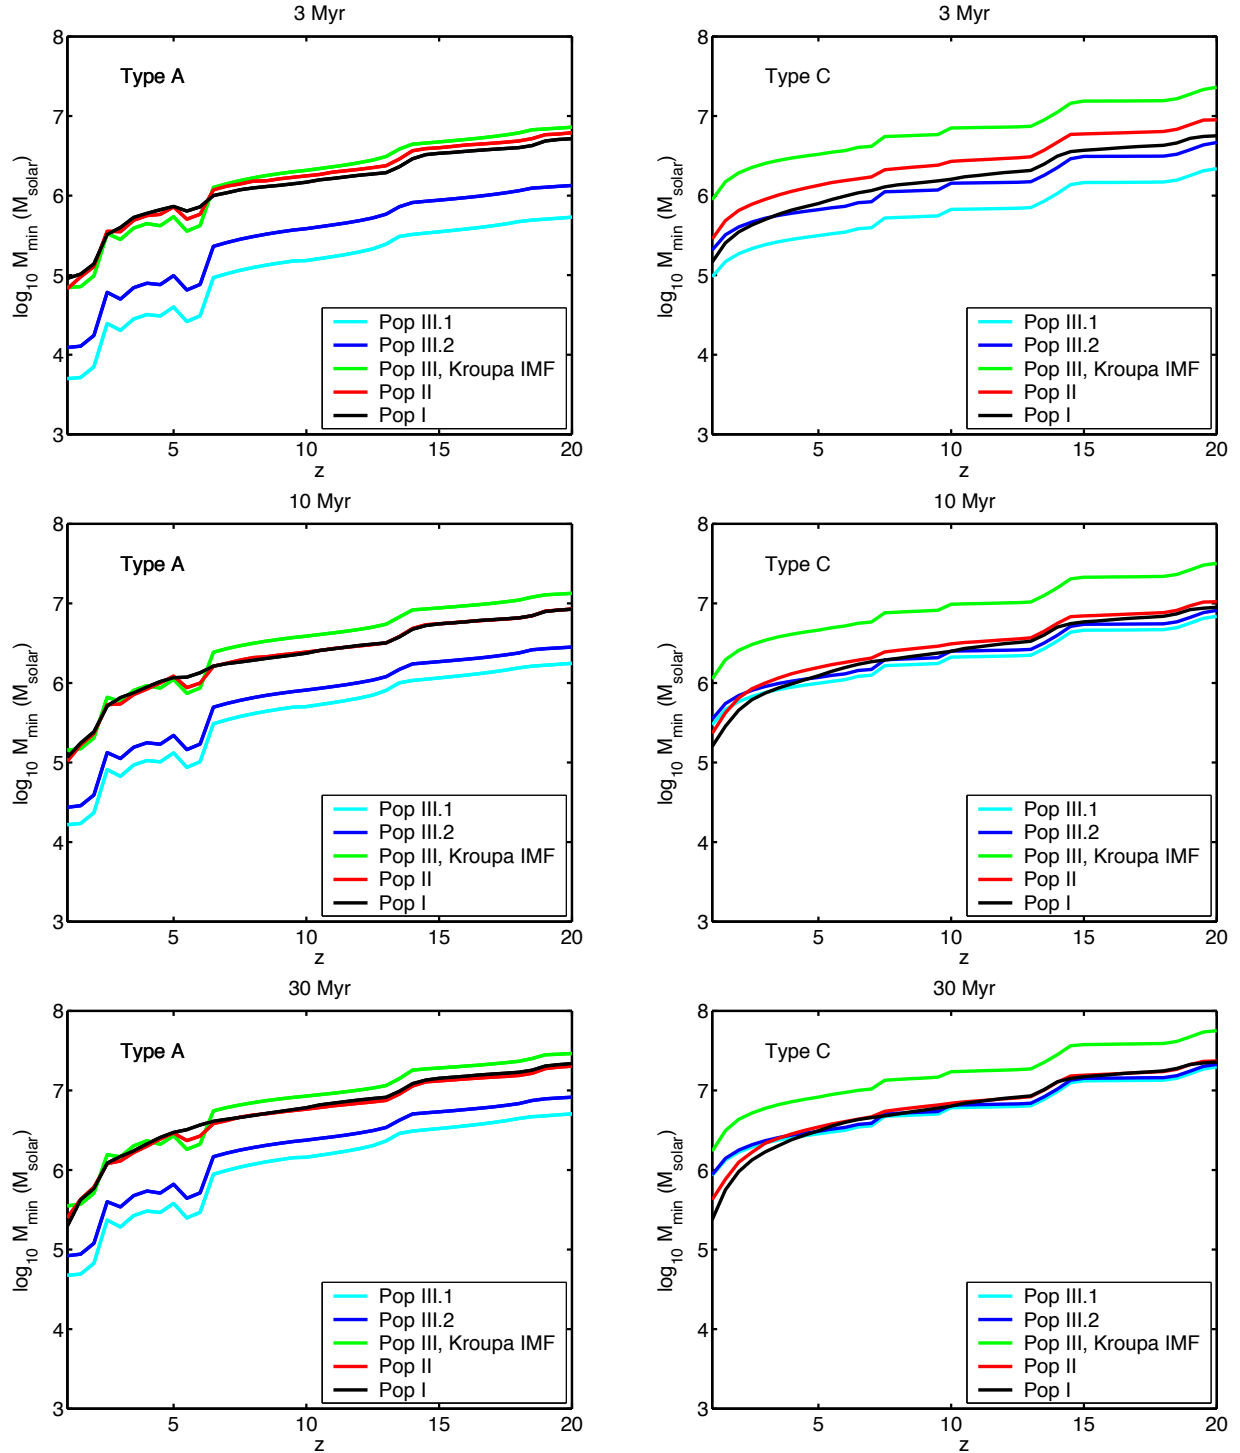 3 Myr
8
7
6
5
4
3
log10 Mmin (Msolar)
Type A
Pop III.1
Pop III.2
Pop III, Kroupa IMF
Pop II
Pop I
5 10 15 20
z
3 Myr
8
7
6
5
4
3
log10 Mmin (Msolar)
Type C
Pop III.1
Pop III.2
Pop III, Kroupa IMF
Pop II
Pop I
5 10 15 20
z
10 Myr
8
7
6
5
4
3
log10 Mmin (Msolar)
Type A
Pop III.1
Pop III.2
Pop III, Kroupa IMF
Pop II
Pop I
5 10 15 20
z
10 Myr
8
7
6
5
4
3
log10 Mmin (Msolar)
Type C
Pop III.1
Pop III.2
Pop III, Kroupa IMF
Pop II
Pop I
5 10 15 20
z
30 Myr
8
7
6
5
4
3
log10 Mmin (Msolar)
Type A
Pop III.1
Pop III.2
Pop III, Kroupa IMF
Pop II
Pop I
5 10 15 20
z
30 Myr
8
7
6
5
4
3
log10 Mmin (Msolar)
Type C
Pop III.1
Pop III.2
Pop III, Kroupa IMF
Pop II
Pop I
5 10 15 20
z